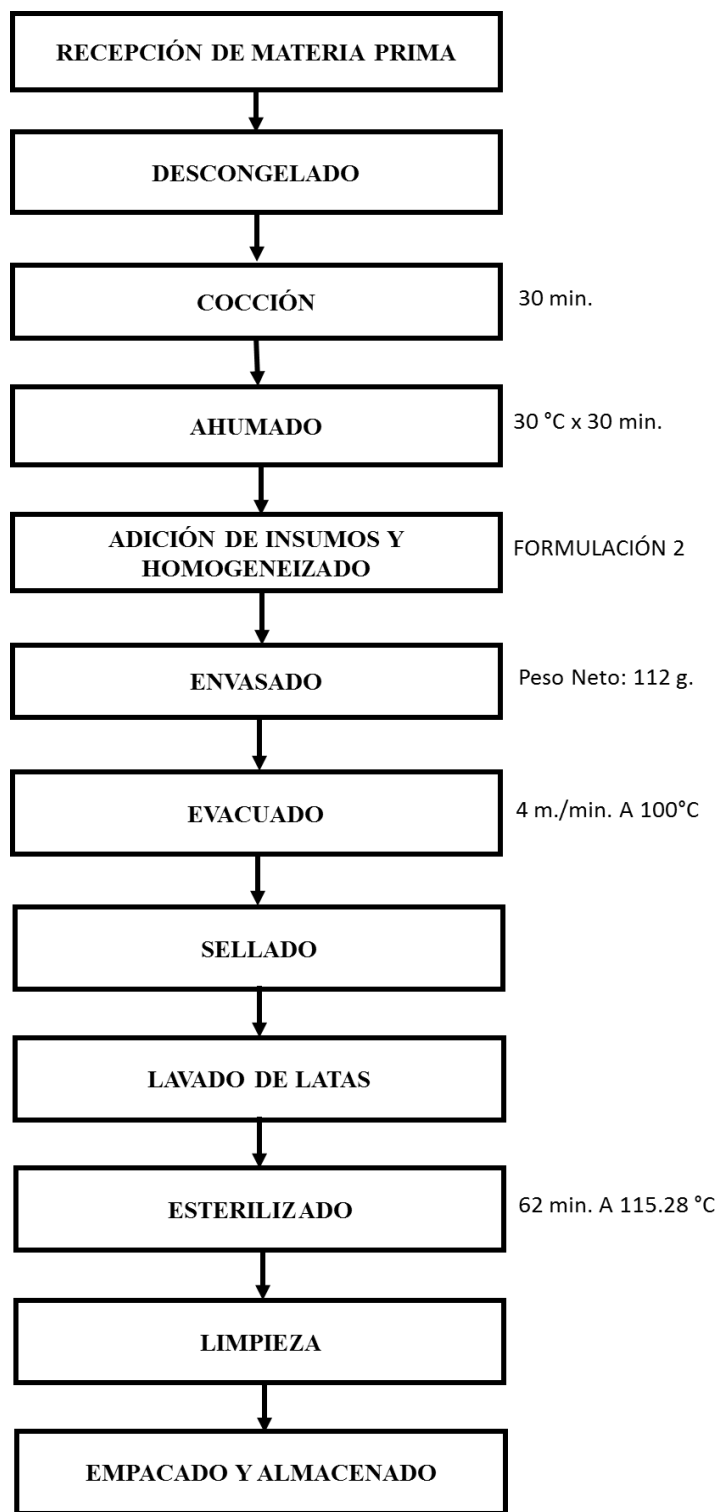 RECEPCIÓN DE MATERIA PRIMA
DESCONGELADO
COCCIÓN
30 min.
AHUMADO
30 °C x 30 min.
ADICIÓN DE INSUMOS Y
HOMOGENEIZADO
FORMULACIÓN 2
ENVASADO
Peso Neto: 112 g.
EVACUADO
4 m./min. A 100°C
SELLADO
LAVADO DE LATAS
ESTERILIZADO
62 min. A 115.28 °C
LIMPIEZA
EMPACADO Y ALMACENADO